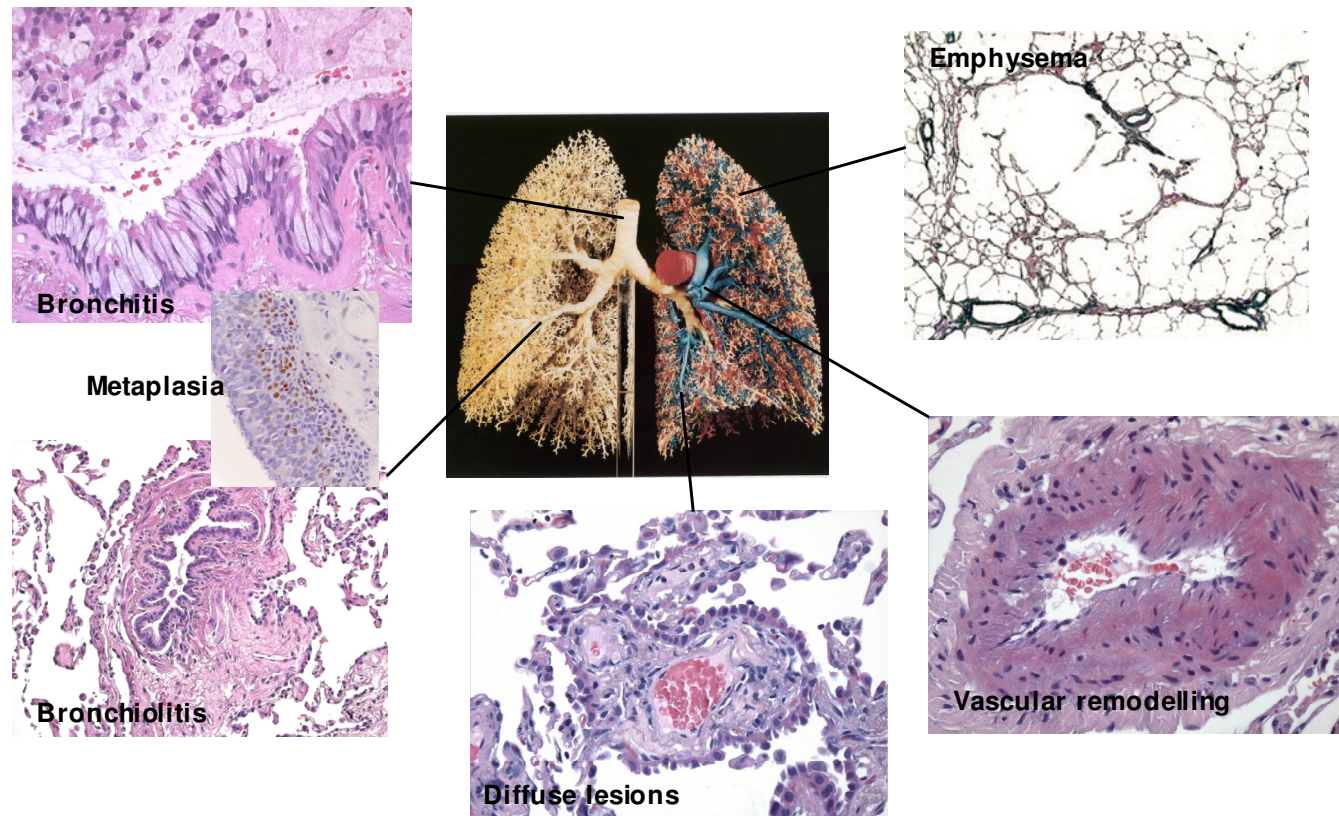 Emphysema
Bronchitis
Metaplasia
Bronchiolitis
Vascular remodelling
Diffuse lesions